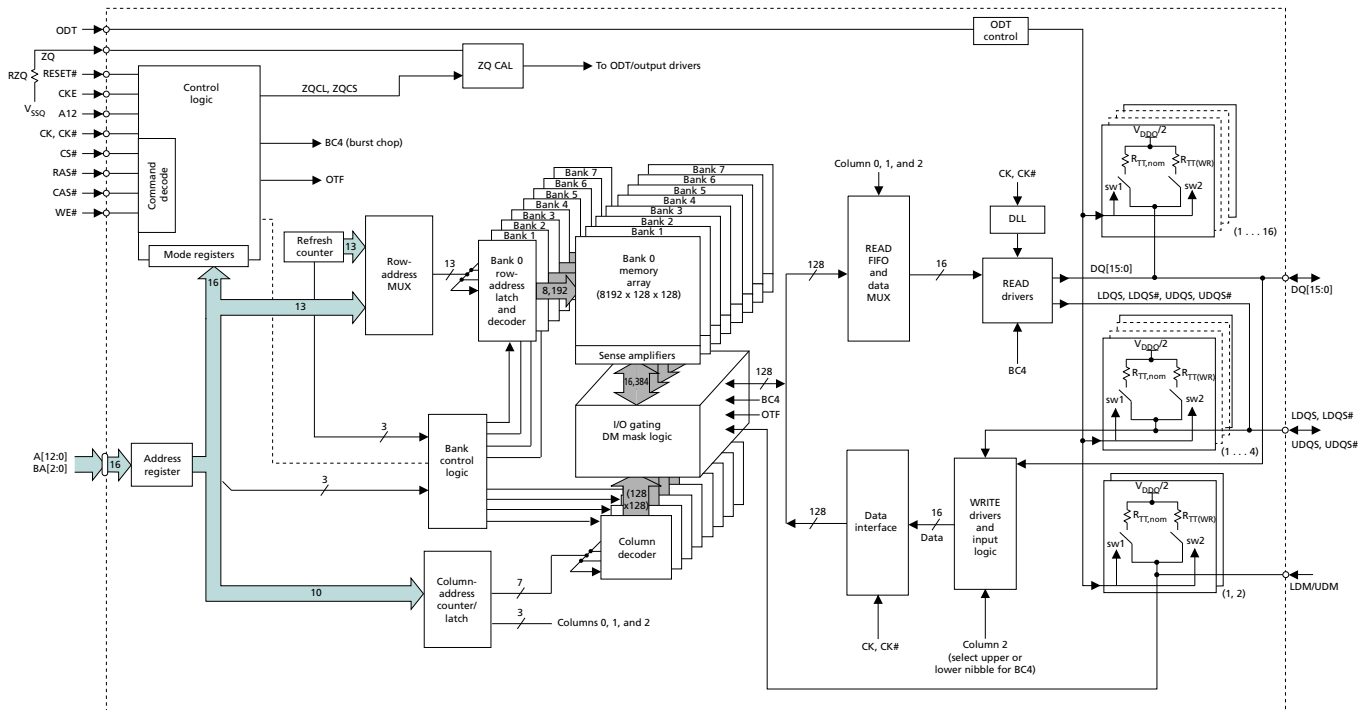 ODT
ODT
control
ZQ
RZQ
VSSQ
RESET#
CKE
A12
CK, CK#
CS#
RAS#
CAS#
WE#
Control
logic
Command
decode
Mode registers
ZQCL, ZQCS
ZQ CAL
To ODT/output drivers
BC4 (burst chop)
OTF
Refresh
counter
13
16
13
Row-
address
MUX
13
Bank 7
Bank 6
Bank 5
Bank 4
Bank 3
Bank 2
Bank 1
Bank 0
row-
address
latch
and
decoder
8,192
Bank 7
Bank 6
Bank 5
Bank 4
Bank 3
Bank 2
Bank 1
Bank 0
memory
array
(8192 x 128 x 128)
Sense amplifiers
16,384
I/O gating
DM mask logic
128
BC4
OTF
(128
x128)
Column
decoder
A[12:0]
BA[2:0]
16
Address
register
3
3
Bank
control
logic
10
Column-
address
counter/
latch
7
3
Columns 0, 1, and 2
Column 0, 1, and 2
128
READ
FIFO
and
data
MUX
16
CK, CK#
DLL
READ
drivers
BC4
DQ[15:0]
LDQS, LDQS#, UDQS, UDQS#
128
Data
interface
CK, CK#
16
Data
WRITE
drivers
and
input
logic
Column 2
(select upper or
lower nibble for BC4)
VDDQ/2
RTT,nom
RTT(WR)
sw1
sw2
(1 . . . 16)
DQ[15:0]
VDDQ/2
RTT,nom
RTT(WR)
sw1
sw2
(1 . . . 4)
LDQS, LDQS#
UDQS, UDQS#
VDDQ/2
RTT,nom
RTT(WR)
sw1
sw2
(1, 2)
LDM/UDM